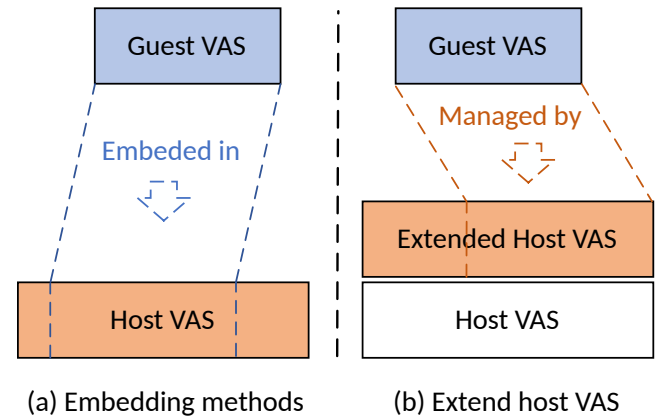 Guest VAS
Embeded in
Host VAS
(a) Embedding methods
Guest VAS
Managed by
Extended Host VAS
Host VAS
(b) Extend host VAS